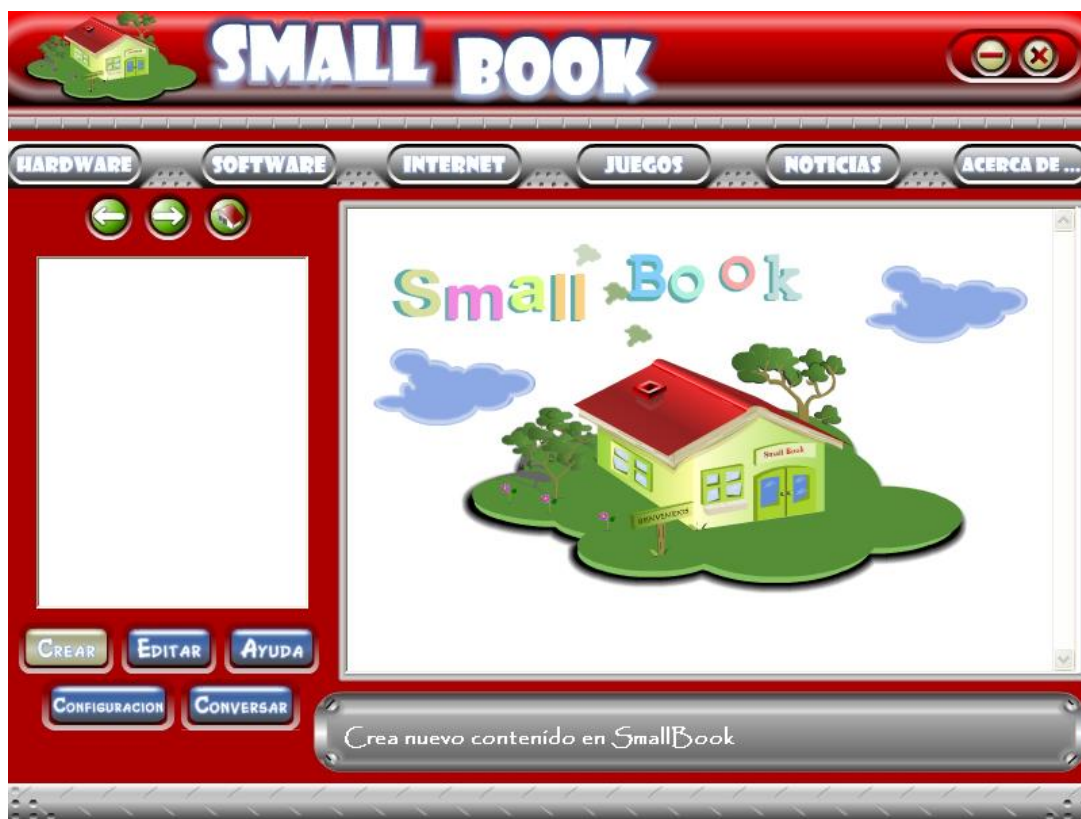 SMALL BOOK
HARDWARE SOFTWARE INTERNET JUEGOS NOTICIAS ACERCA DE ...
Small Book
Small Book
BIENVENIDOS
CREAR EDITAR AYUDA
CONFIGURACION CONVERSAR
Crea nuevo contenido en SmallBook